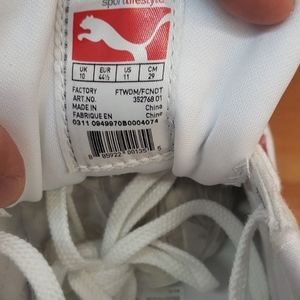 sportlifestyle
UK EUR US CM
10 44½ 11 29
FACTORY FTWDM/FCNDT
ART.NO. 352768 01
MADE IN China
FABRIQUE EN Chine
0311 0949970B0004074